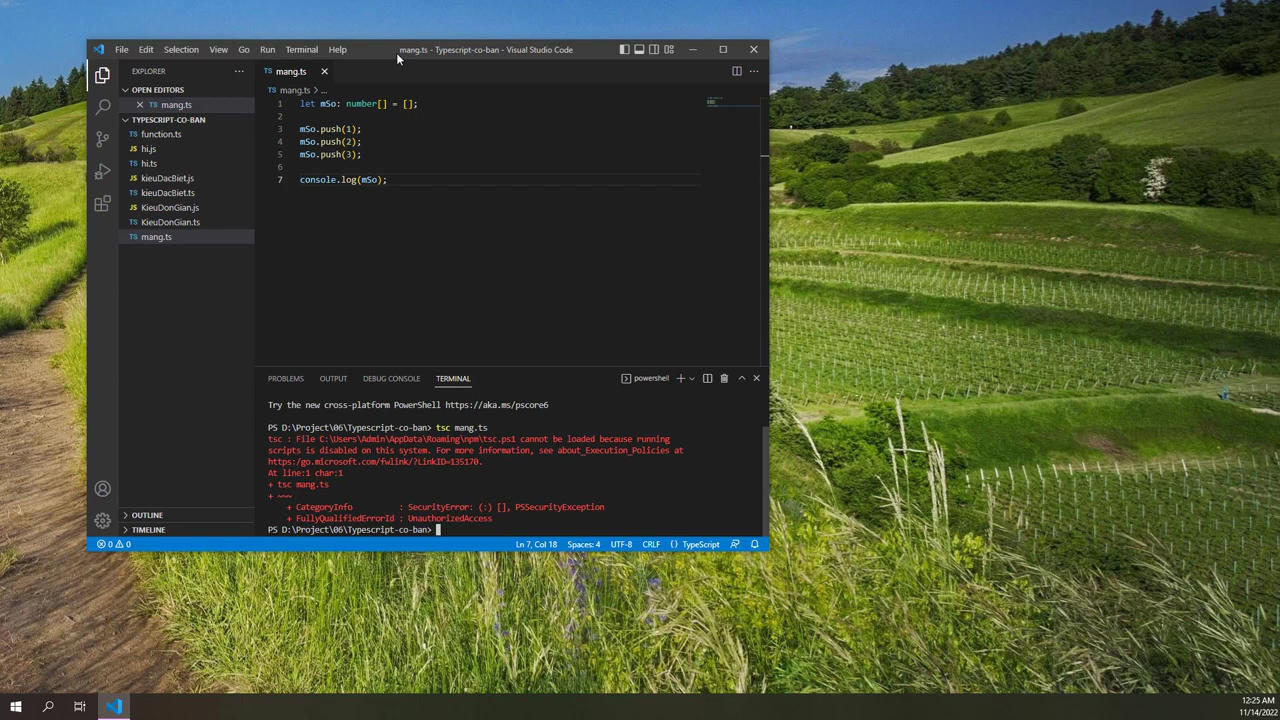 File Edit Selection View Go Run Terminal Help mang.ts - Typescript-co-ban - Visual Studio Code
EXPLORER
OPEN EDITORS
mang.ts
TYPESCRIPT-CO-BAN
TS function.ts
JS hi.js
TS hi.ts
JS kieuDacBiet.js
TS kieuDacBiet.ts
JS KieuDonGian.js
TS KieuDonGian.ts
TS mang.ts
OUTLINE
TIMELINE
TS mang.ts
TS mang.ts > ...
1 let mSo: number[] = [];
2
3 mSo.push(1);
4 mSo.push(2);
5 mSo.push(3);
6
7 console.log(mSo);
PROBLEMS OUTPUT DEBUG CONSOLE TERMINAL powershell
Try the new cross-platform PowerShell https://aka.ms/pscore6
PS D:\Project\06\Typescript-co-ban> tsc mang.ts
tsc : File C:\Users\Admin\AppData\Roaming\npm\tsc.ps1 cannot be loaded because running
scripts is disabled on this system. For more information, see about_Execution_Policies at
https:/go.microsoft.com/fwlink/?LinkID=135170.
At line:1 char:1
+ tsc mang.ts
+ ~~~
+ CategoryInfo : SecurityError: (:) [], PSSecurityException
+ FullyQualifiedErrorId : UnauthorizedAccess
PS D:\Project\06\Typescript-co-ban>
0 0 Ln 7, Col 18 Spaces: 4 UTF-8 CRLF {} TypeScript
12:25 AM
11/14/2022